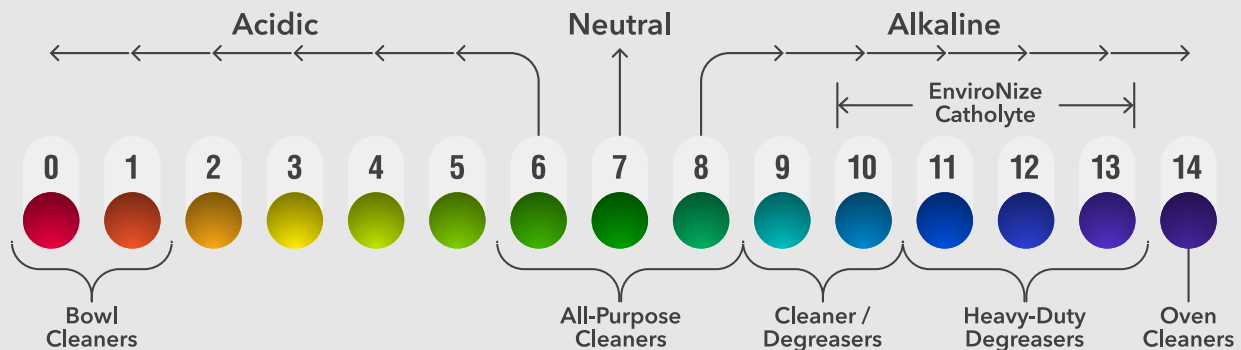 Acidic Neutral Alkaline
EnviroNize
Catholyte
0 1 2 3 4 5 6 7 8 9 10 11 12 13 14
Bowl
Cleaners
All-Purpose
Cleaners
Cleaner /
Degreasers
Heavy-Duty
Degreasers
Oven
Cleaners